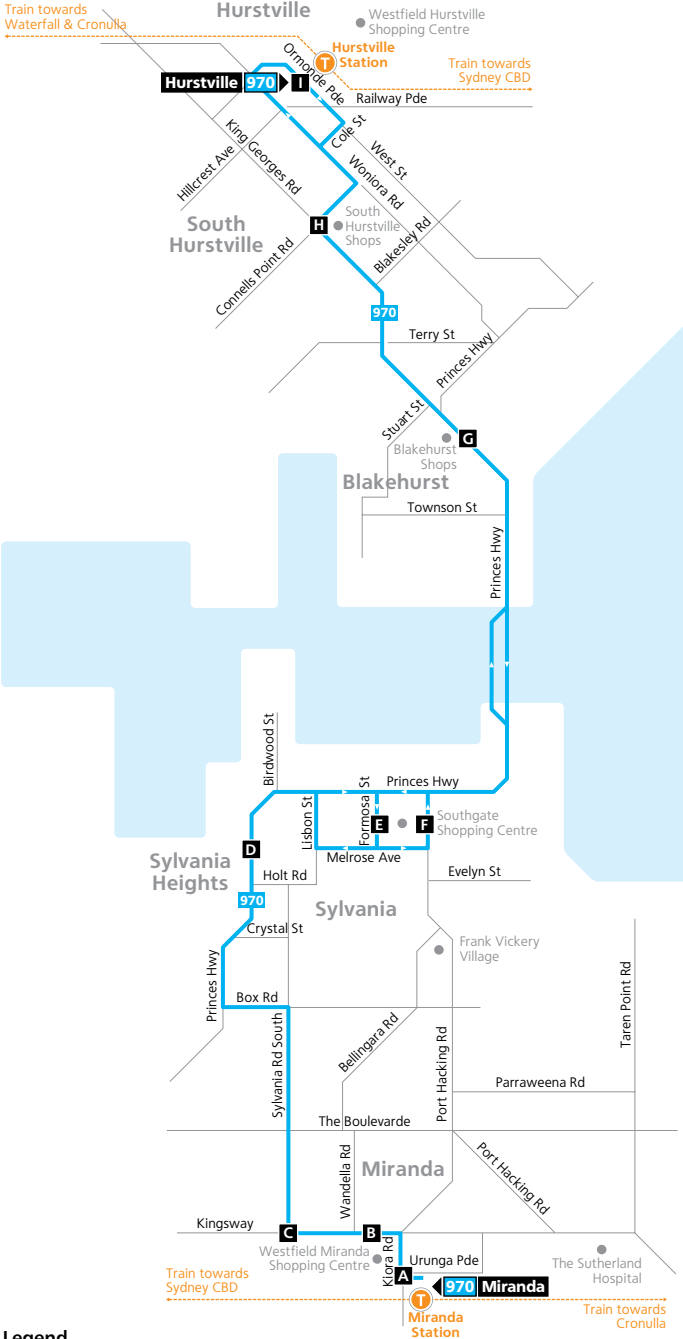 Hurstville
Train towards
Waterfall & Cronulla
Westfield Hurstville
Shopping Centre
Hurstville
Station
T
Train towards
Sydney CBD
Hurstville 970
I
Ormonde Pde
Railway Pde
Cole St
West St
King Georges Rd
Hillcrest Ave
Woniora Rd
South
Hurstville
H
South
Hurstville
Shops
Blakesley Rd
Connells Point Rd
970
Terry St
Princes Hwy
Stuart St
G
Blakehurst
Shops
Blakehurst
Townson St
Princes Hwy
Birdwood St
Princes Hwy
Lisbon St
Formosa St
E
F
Southgate
Shopping Centre
D
Melrose Ave
Sylvania
Heights
Holt Rd
Evelyn St
970
Sylvania
Crystal St
Frank Vickery
Village
Princes Hwy
Box Rd
Taren Point Rd
Sylvania Rd South
Bellingara Rd
Port Hacking Rd
Parraweena Rd
The Boulevarde
Wandella Rd
Miranda
Port Hacking Rd
Kingsway
C
B
Westfield Miranda
Shopping Centre
Kiora Rd
Urunga Pde
The Sutherland
Hospital
A
970 Miranda
Train towards
Sydney CBD
T
Miranda
Station
Train towards
Cronulla
Legend